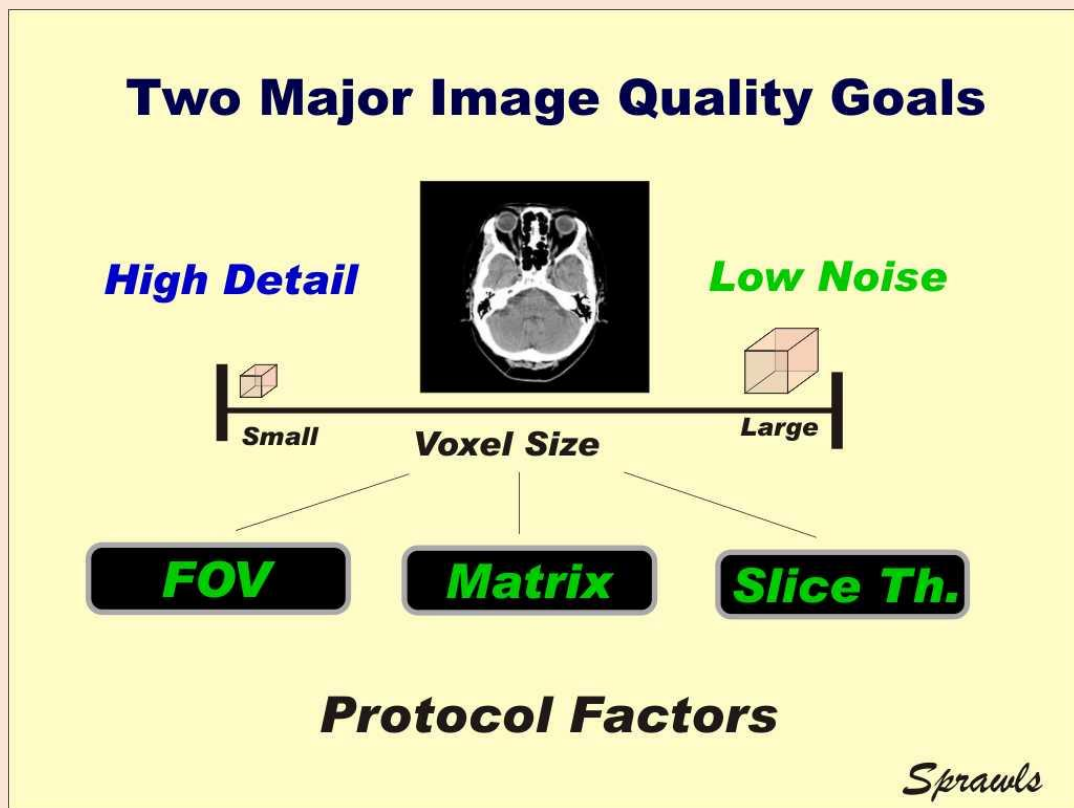 Two Major Image Quality Goals
High Detail
Low Noise
Small
Voxel Size
Large
FOV
Matrix
Slice Th.
Protocol Factors
Sprawls